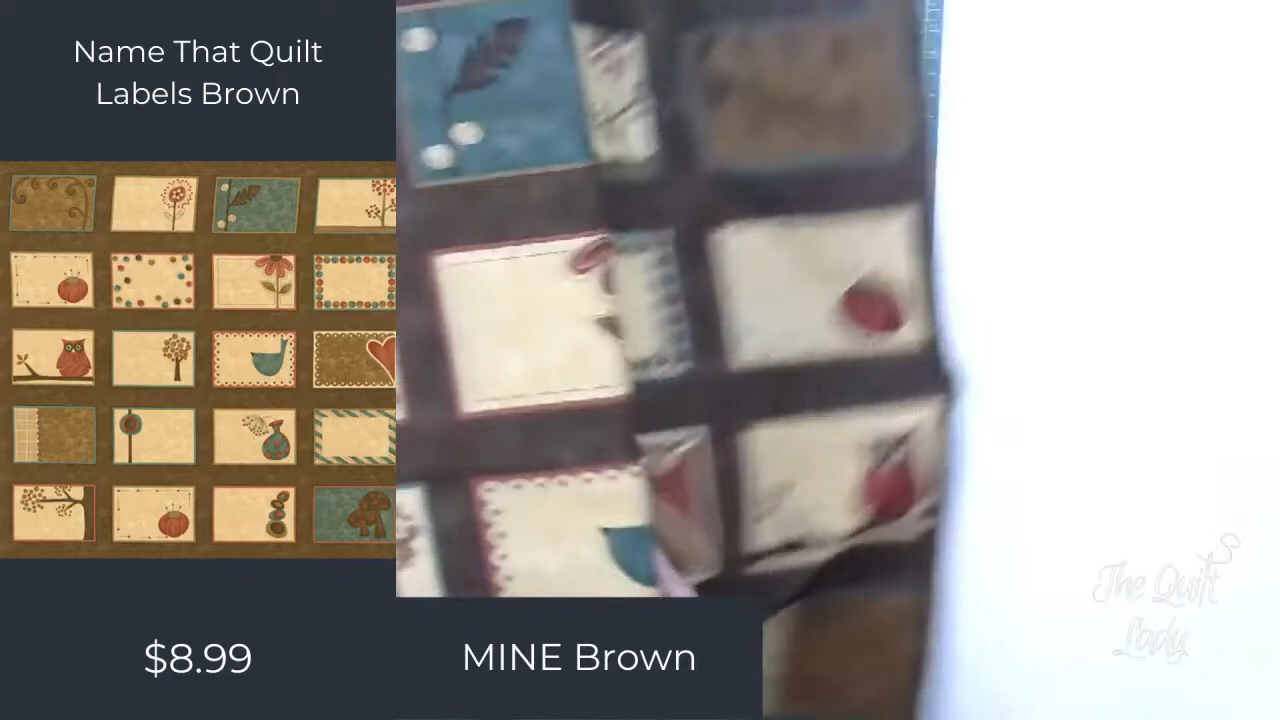 Name That Quilt
Labels Brown
$8.99
MINE Brown
The Quilt
Lady